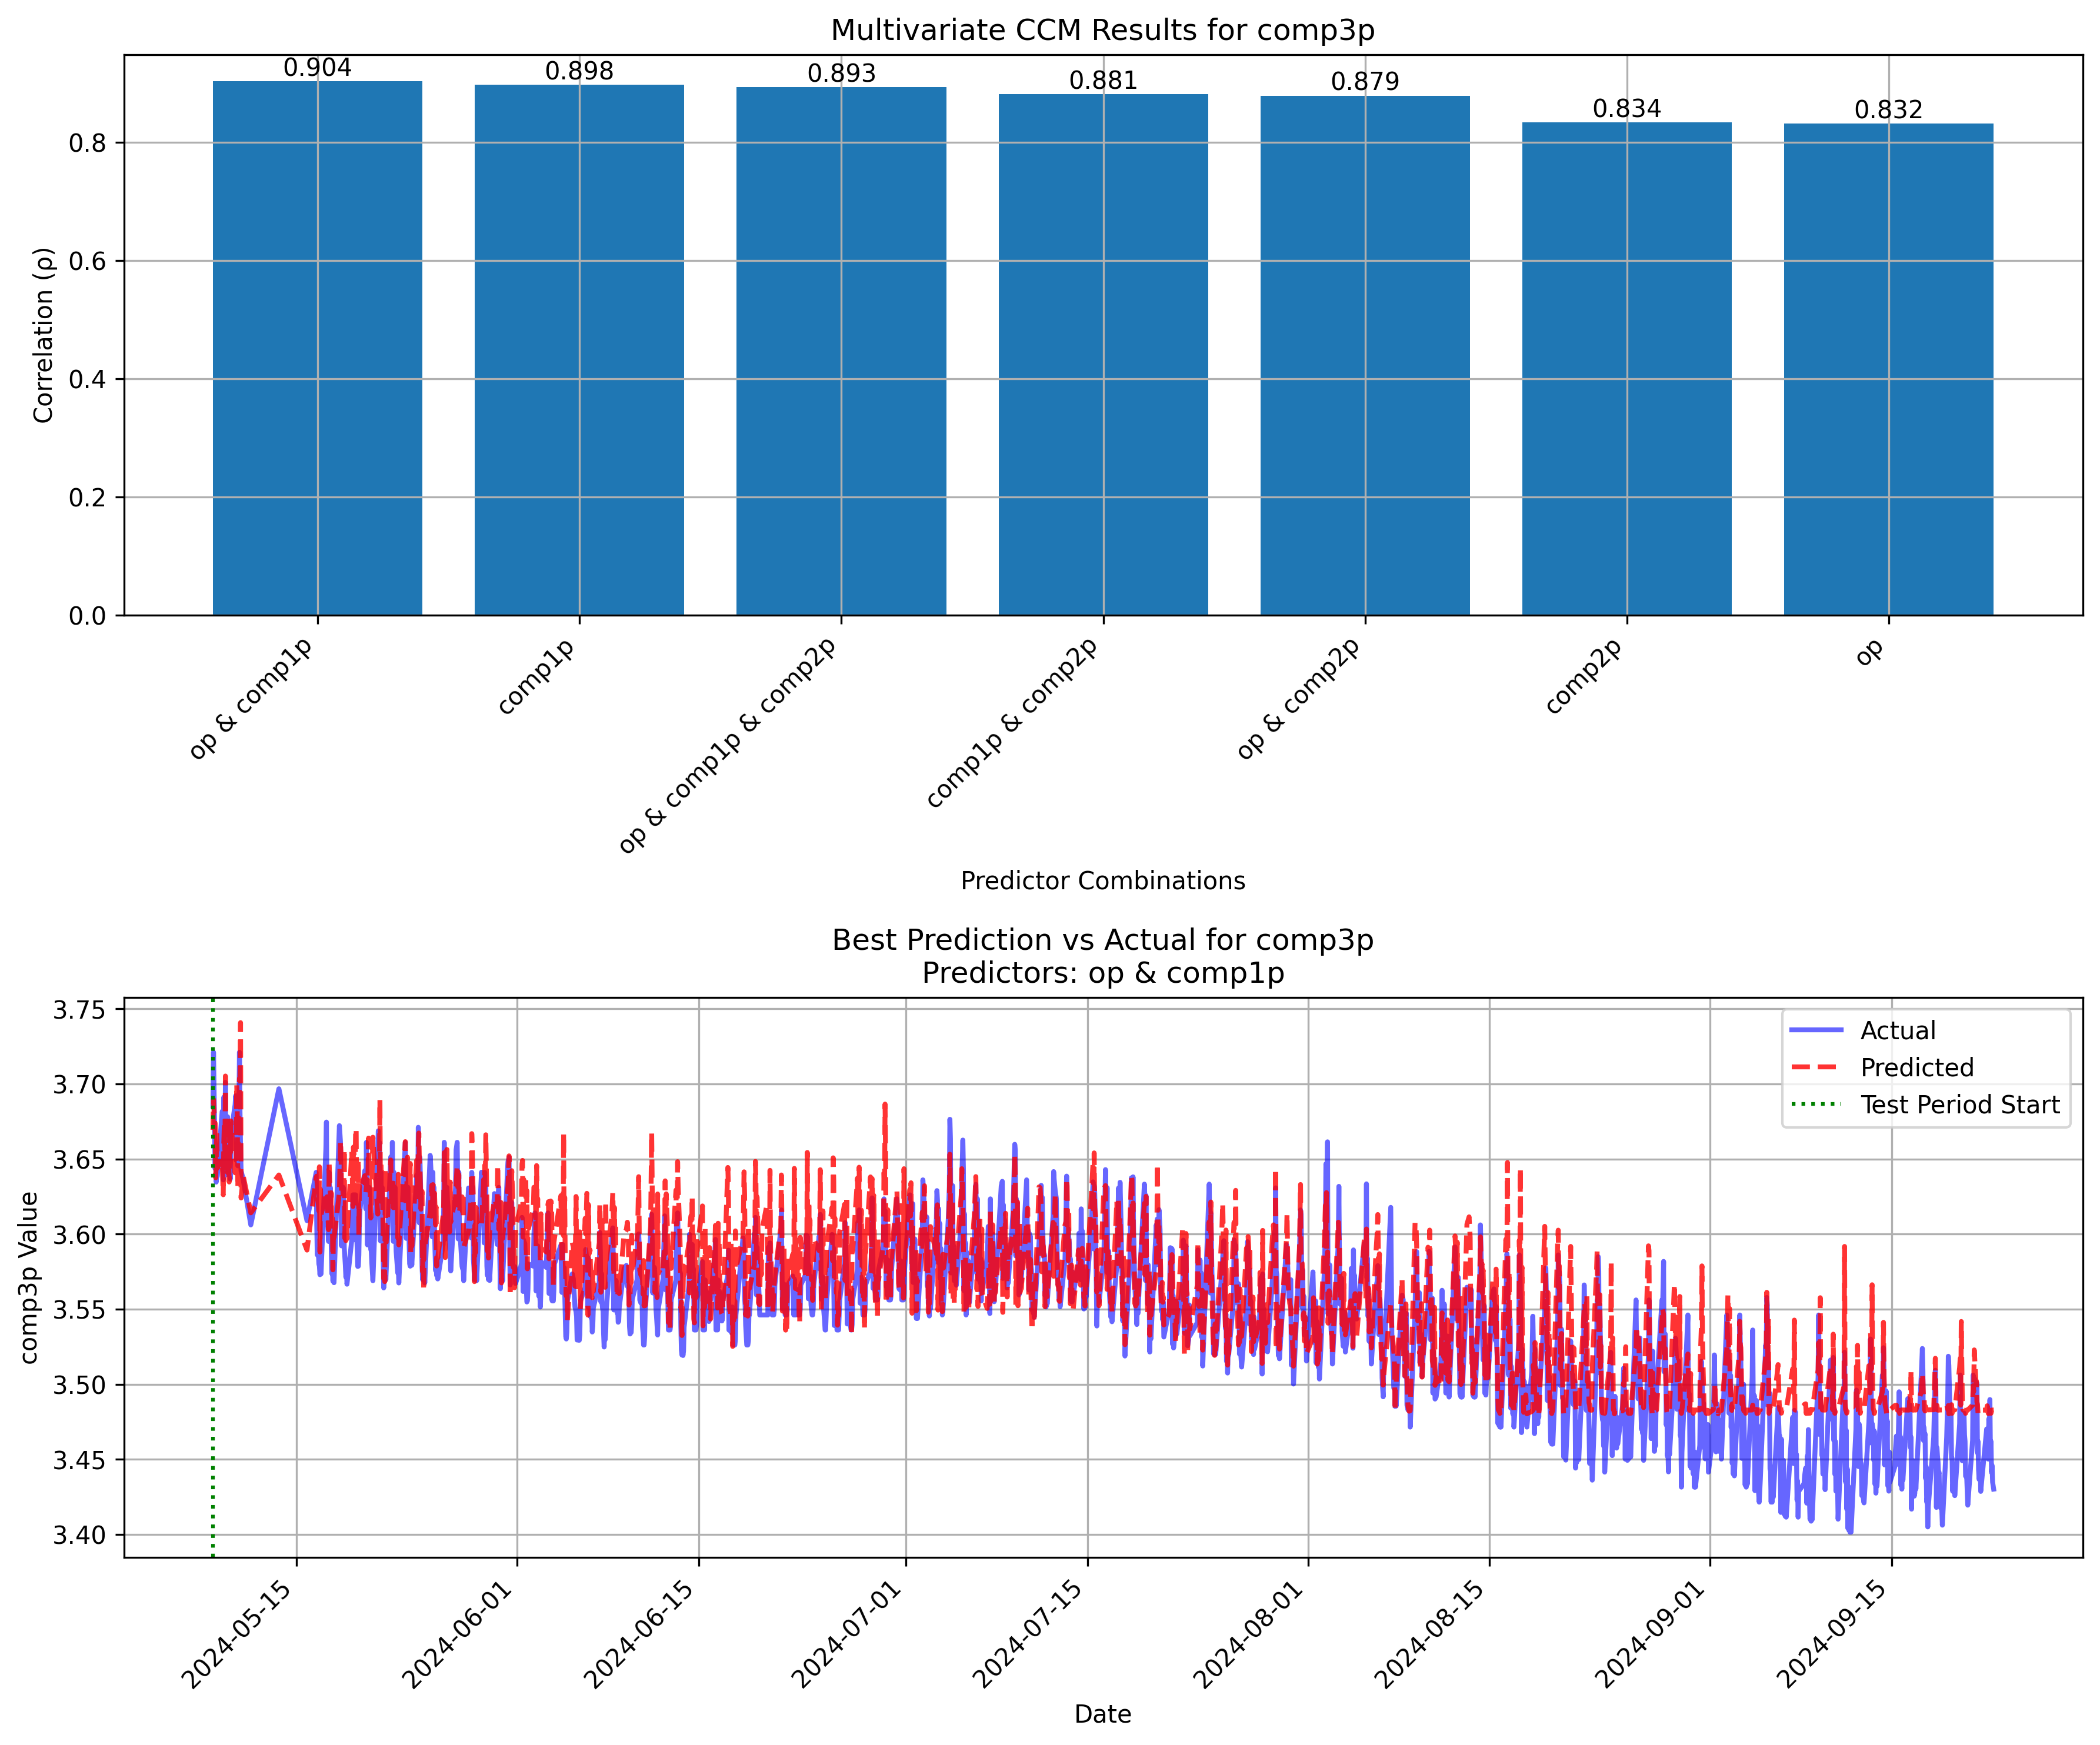 Multivariate CCM Results for comp3p
0.904
0.898
0.893
0.881
0.879
0.834
0.832
Correlation (ρ)
0.8
0.6
0.4
0.2
0.0
op & comp1p
comp1p
op & comp1p & comp2p
comp1p & comp2p
op & comp2p
comp2p
op
Predictor Combinations
Best Prediction vs Actual for comp3p
Predictors: op & comp1p
comp3p Value
3.75
3.70
3.65
3.60
3.55
3.50
3.45
3.40
Actual
Predicted
Test Period Start
2024-05-15
2024-06-01
2024-06-15
2024-07-01
2024-07-15
2024-08-01
2024-08-15
2024-09-01
2024-09-15
Date